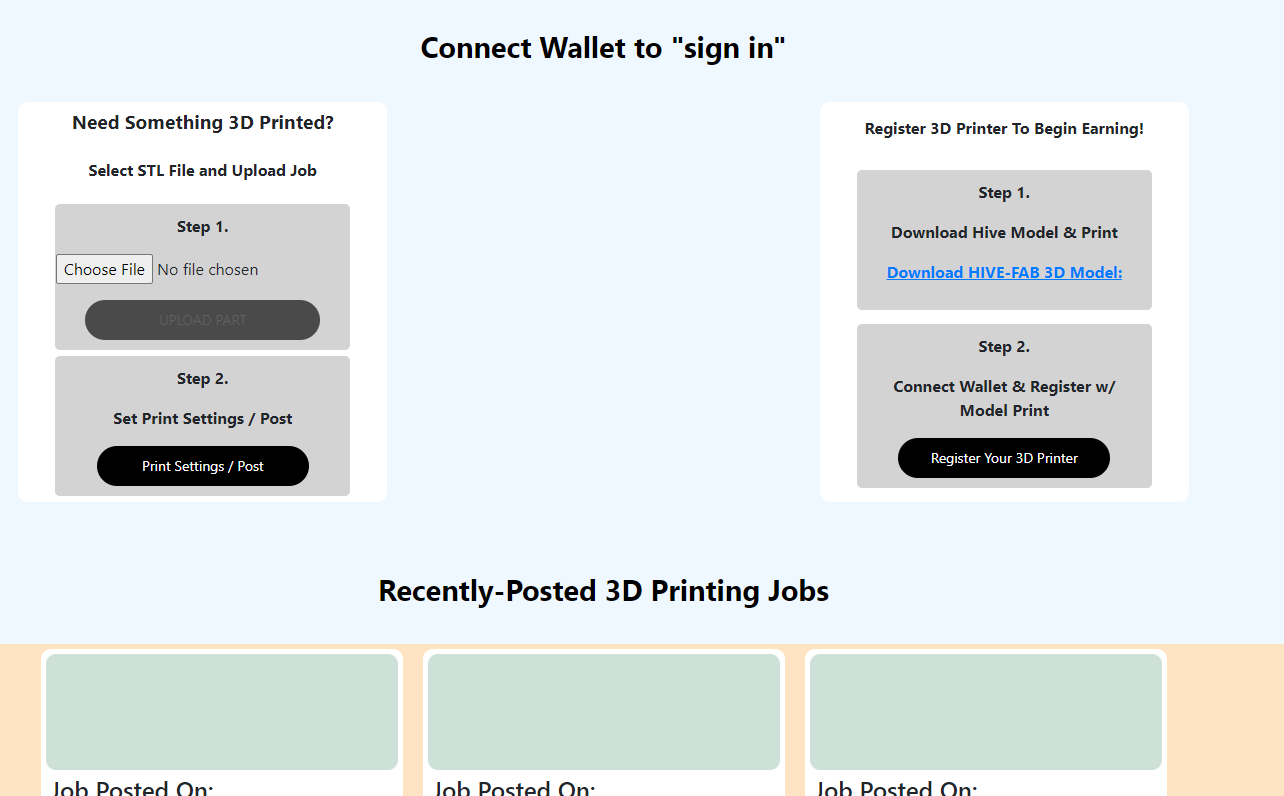 Connect Wallet to "sign in"
Need Something 3D Printed?
Select STL File and Upload Job
Step 1.
Choose File No file chosen
UPLOAD PART
Step 2.
Set Print Settings / Post
Print Settings / Post
Register 3D Printer To Begin Earning!
Step 1.
Download Hive Model & Print
Download HIVE-FAB 3D Model:
Step 2.
Connect Wallet & Register w/
Model Print
Register Your 3D Printer
Recently-Posted 3D Printing Jobs
Job Posted On:
Job Posted On:
Job Posted On: